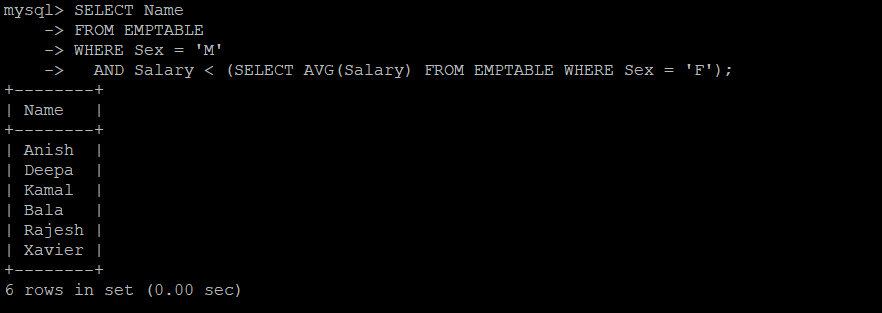 mysql> SELECT Name
    -> FROM EMPTABLE
    -> WHERE Sex = 'M'
    ->   AND Salary < (SELECT AVG(Salary) FROM EMPTABLE WHERE Sex = 'F');
+--------+
| Name   |
+--------+
| Anish  |
| Deepa  |
| Kamal  |
| Bala   |
| Rajesh |
| Xavier |
+--------+
6 rows in set (0.00 sec)